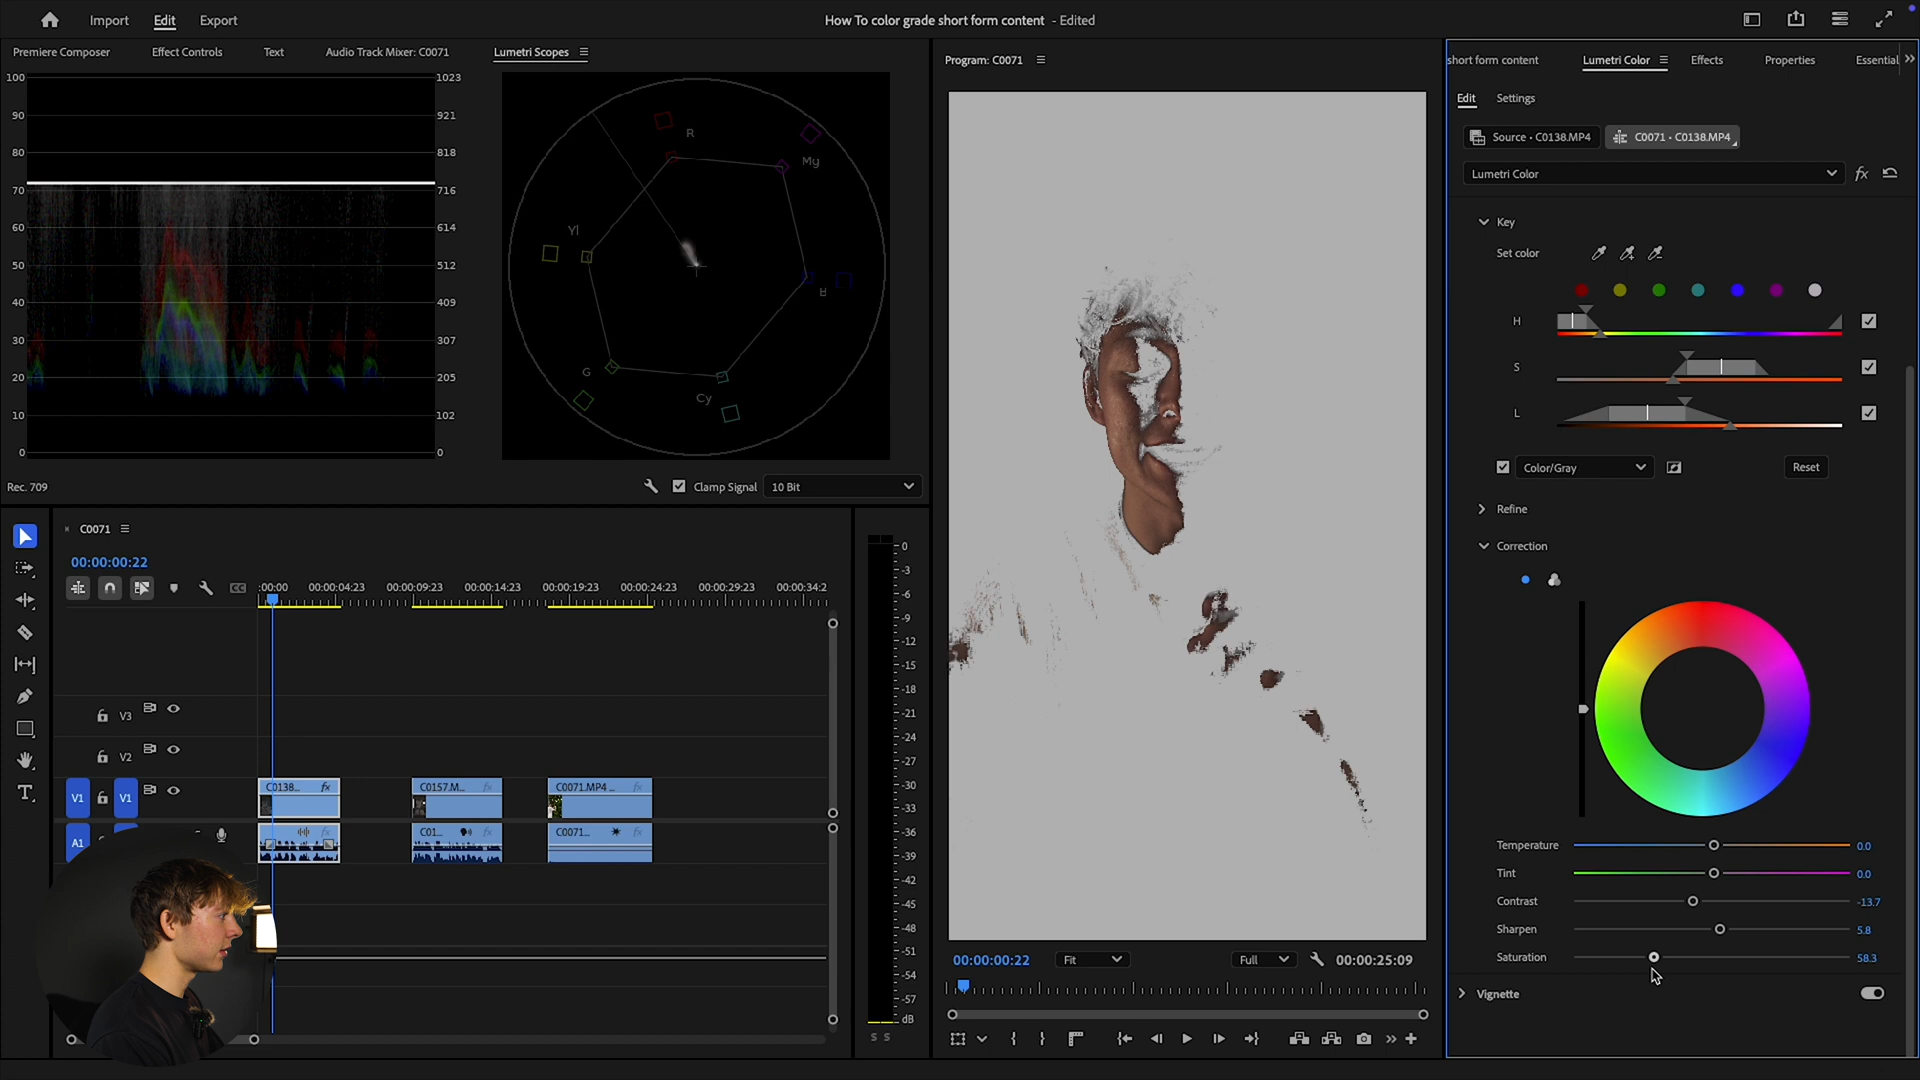 Import
Edit
Export
How To color grade short form content - Edited
Premiere Composer
Effect Controls
Text
Audio Track Mixer: C0071
Lumetri Scopes
Program: C0071
short form content
Lumetri Color
Effects
Properties
Essential
Edit
Settings
Source • C0138.MP4
C0071 • C0138.MP4
Lumetri Color
fx
Key
Set color
H
S
L
Color/Gray
Reset
Refine
Correction
Temperature 0.0
Tint 0.0
Contrast -13.7
Sharpen 5.8
Saturation 58.3
Vignette
100 1023
90 921
80 818
70 716
60 614
50 512
40 409
30 307
20 205
10 102
0 0
R
My
Yl
B
G
Cy
Rec. 709
Clamp Signal
10 Bit
C0071
00:00:00:22
:00:00
00:00:04:23
00:00:09:23
00:00:14:23
00:00:19:23
00:00:24:23
00:00:29:23
00:00:34:2
V3
V2
V1 V1
A1
C0138... fx
C0157.M... fx
C0071.MP4 ... fx
fx
C01... fx
C0071... fx
0
-3
-6
-9
-12
-15
-18
-21
-24
-27
-30
-33
-36
-39
-42
-45
-48
-51
-54
-57
dB
S S
00:00:00:22
Fit
Full
00:00:25:09